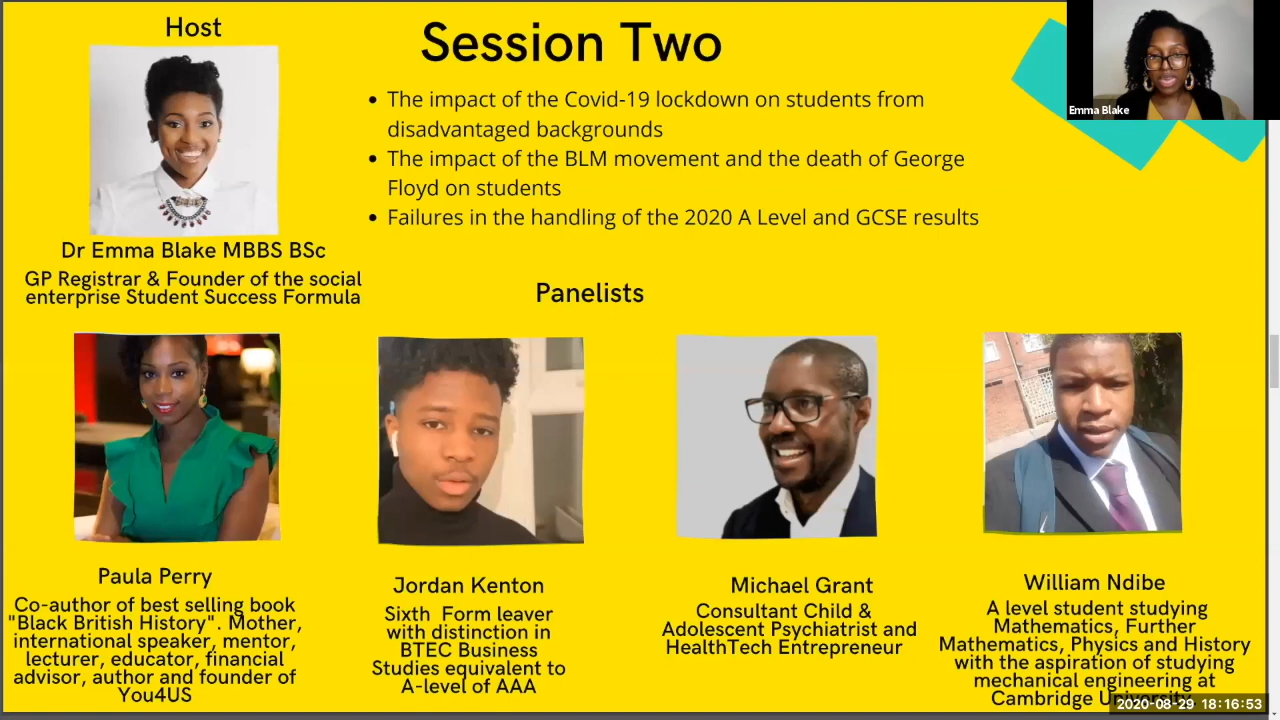 Host
Session Two
The impact of the Covid-19 lockdown on students from
disadvantaged backgrounds
The impact of the BLM movement and the death of George
Floyd on students
Failures in the handling of the 2020 A Level and GCSE results
Emma Blake
Dr Emma Blake MBBS BSc
GP Registrar & Founder of the social
enterprise Student Success Formula
Panelists
Paula Perry
Co-author of best selling book
"Black British History". Mother,
international speaker, mentor,
lecturer, educator, financial
advisor, author and founder of
You4US
Jordan Kenton
Sixth Form leaver
with distinction in
BTEC Business
Studies equivalent to
A-level of AAA
Michael Grant
Consultant Child &
Adolescent Psychiatrist and
HealthTech Entrepreneur
William Ndibe
A level student studying
Mathematics, Further
Mathematics, Physics and History
with the aspiration of studying
mechanical engineering at
Cambridge University
2020-08-29 18:16:53